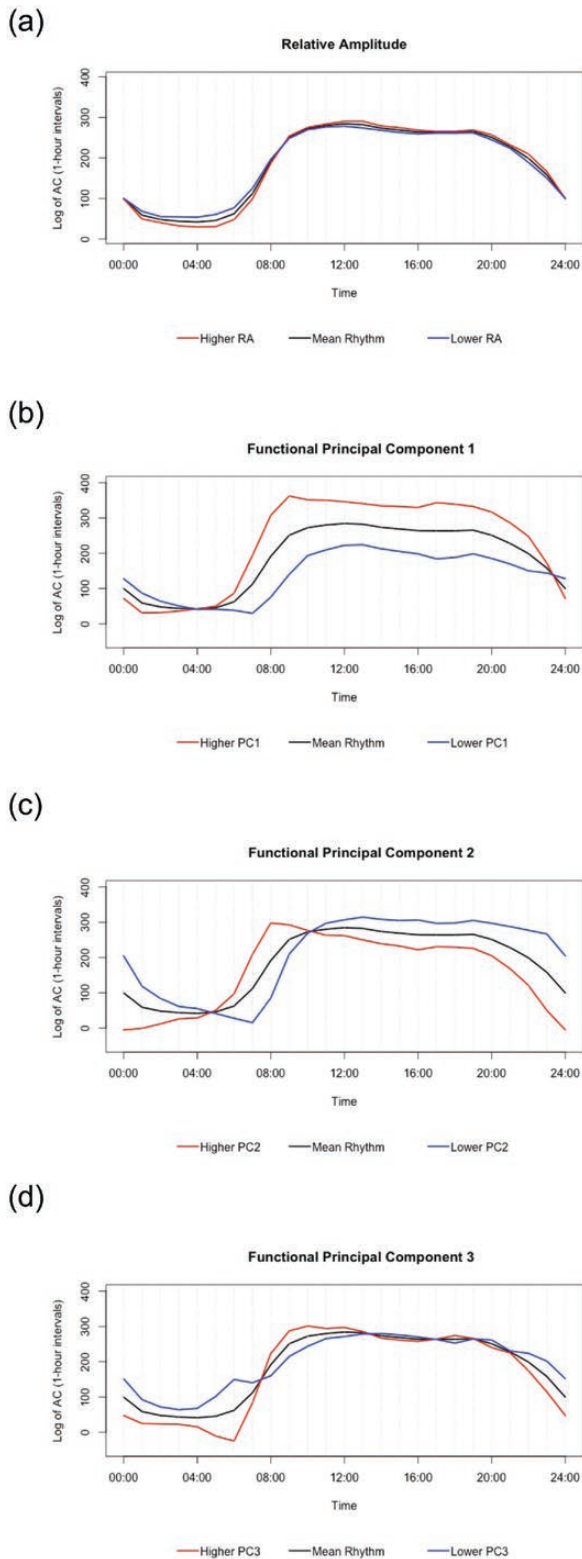 (a)
Relative Amplitude
Log of AC (1-hour intervals)
400
300
200
100
0
00:00 04:00 08:00 12:00 16:00 20:00 24:00
Time
Higher RA Mean Rhythm Lower RA
(b)
Functional Principal Component 1
Log of AC (1-hour intervals)
400
300
200
100
0
00:00 04:00 08:00 12:00 16:00 20:00 24:00
Time
Higher PC1 Mean Rhythm Lower PC1
(c)
Functional Principal Component 2
Log of AC (1-hour intervals)
400
300
200
100
0
00:00 04:00 08:00 12:00 16:00 20:00 24:00
Time
Higher PC2 Mean Rhythm Lower PC2
(d)
Functional Principal Component 3
Log of AC (1-hour intervals)
400
300
200
100
0
00:00 04:00 08:00 12:00 16:00 20:00 24:00
Time
Higher PC3 Mean Rhythm Lower PC3